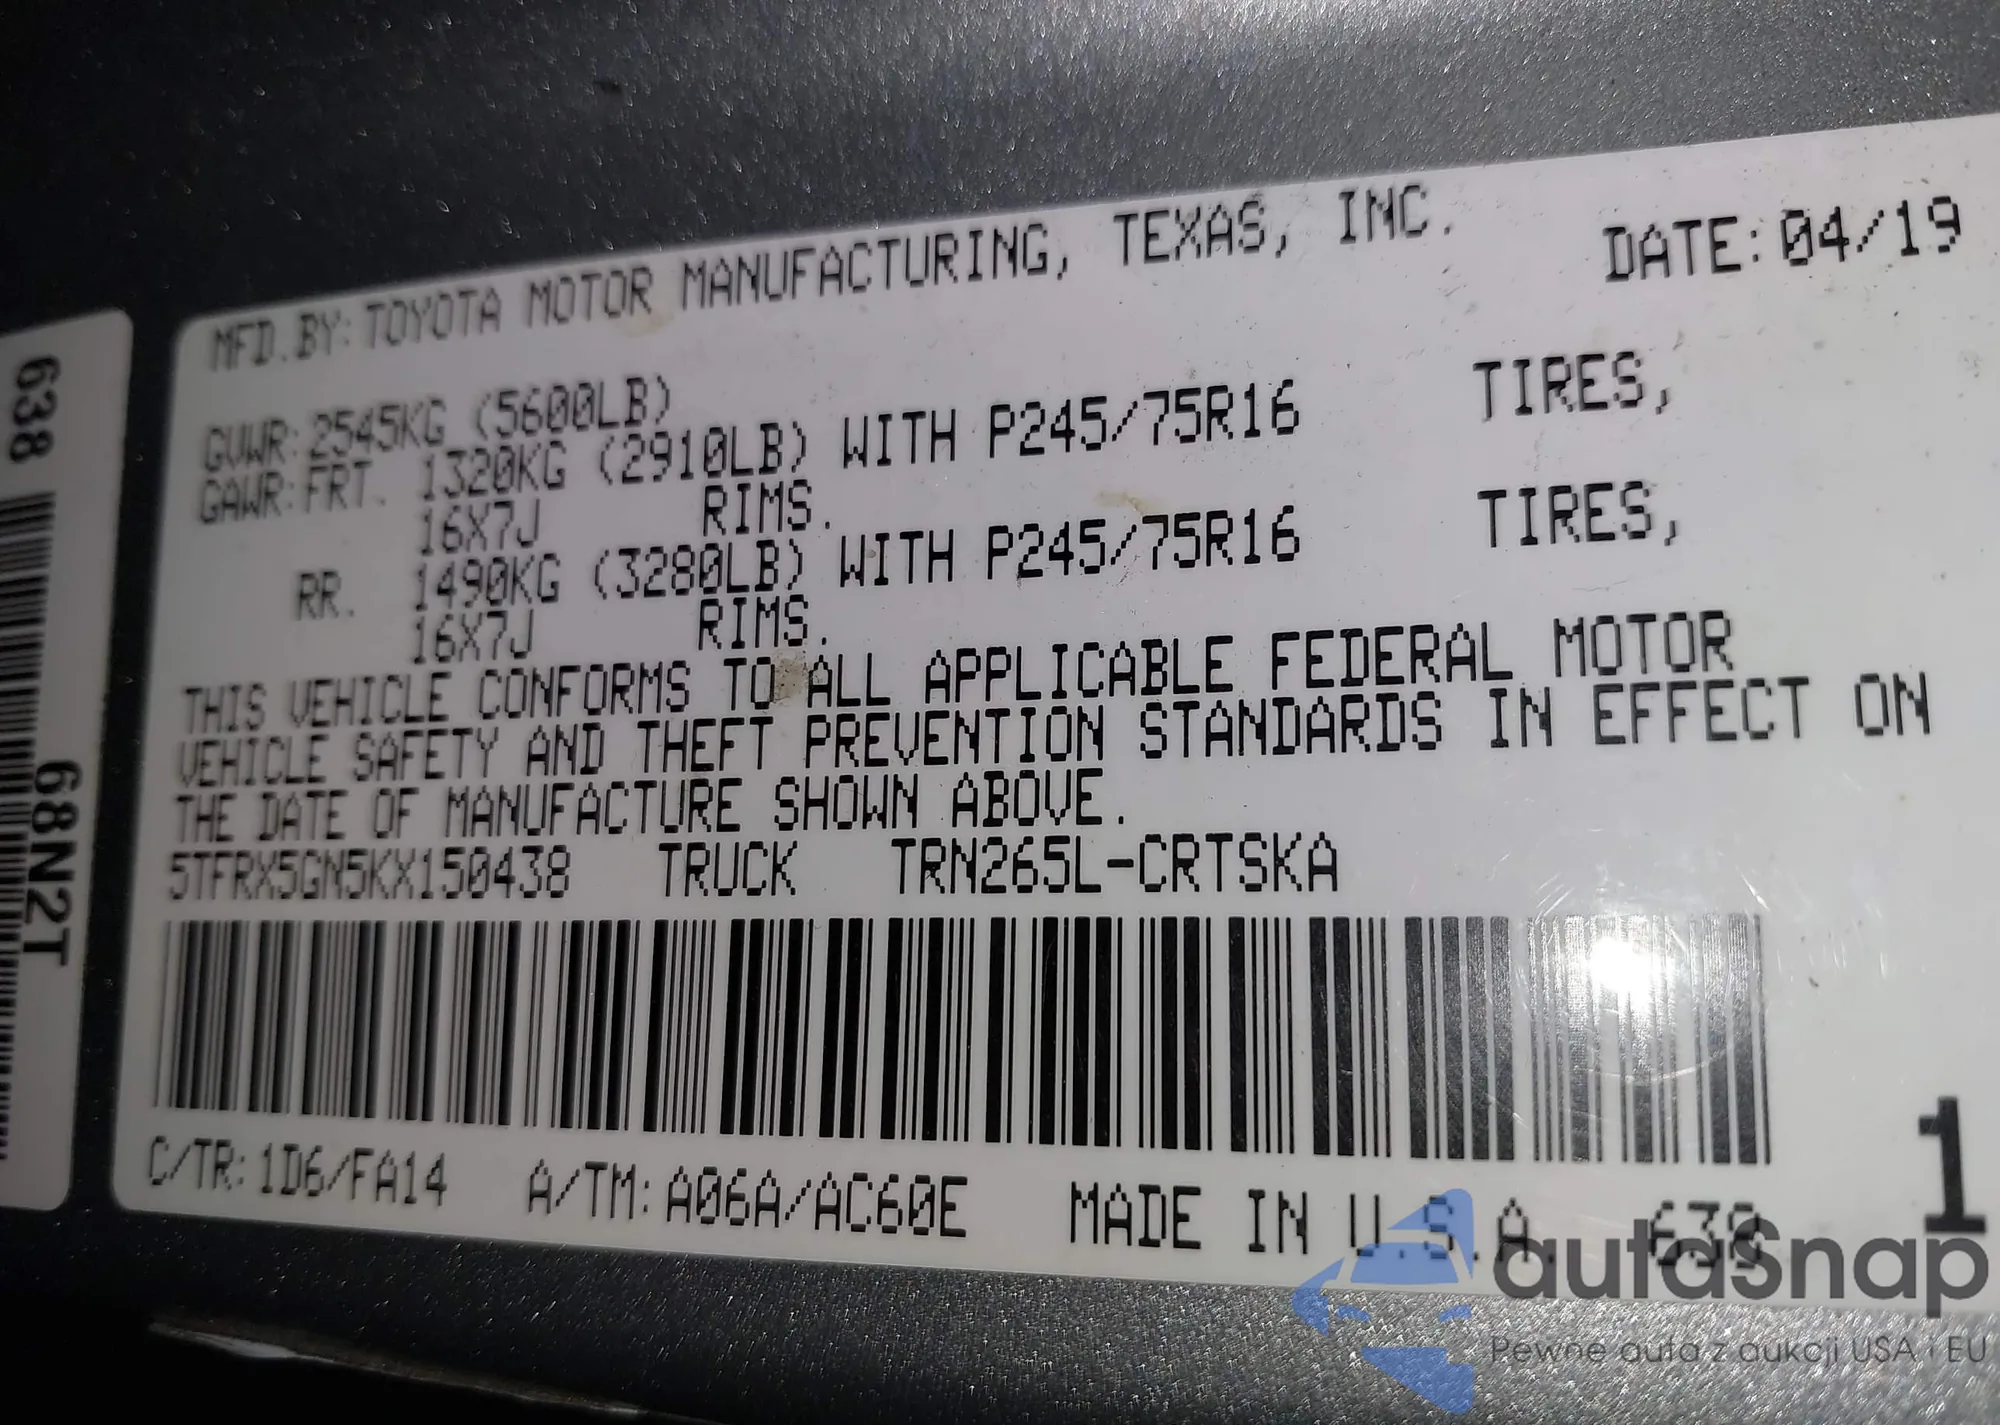 MFD.BY:TOYOTA MOTOR MANUFACTURING, TEXAS, INC. DATE:04/19
GVWR:2545KG (5600LB)
GAWR:FRT. 1320KG (2910LB) WITH P245/75R16 TIRES,
16X7J RIMS.
RR. 1490KG (3280LB) WITH P245/75R16 TIRES,
16X7J RIMS.
THIS VEHICLE CONFORMS TO ALL APPLICABLE FEDERAL MOTOR
VEHICLE SAFETY AND THEFT PREVENTION STANDARDS IN EFFECT ON
THE DATE OF MANUFACTURE SHOWN ABOVE.
5TFRX5GN5KX150438 TRUCK TRN265L-CRTSKA
C/TR:1D6/FA14 A/TM:A06A/AC60E MADE IN U.S.A. 638
1
638
68N2T
autasnap
Pewne auta z aukcji USA i EU